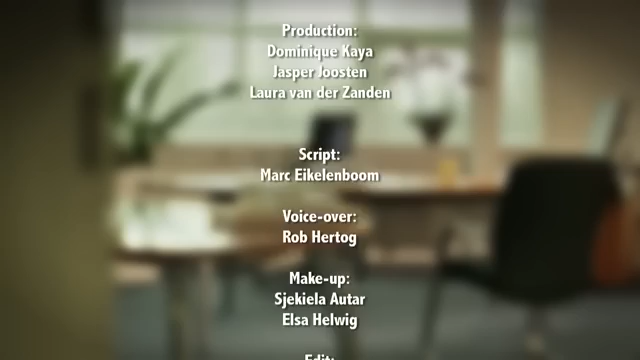 Production:
Dominique Kaya
Jasper Joosten
Laura van der Zanden
Script:
Marc Eikelenboom
Voice-over:
Rob Hertog
Make-up:
Sjekiela Autar
Elsa Helwig
Edit: